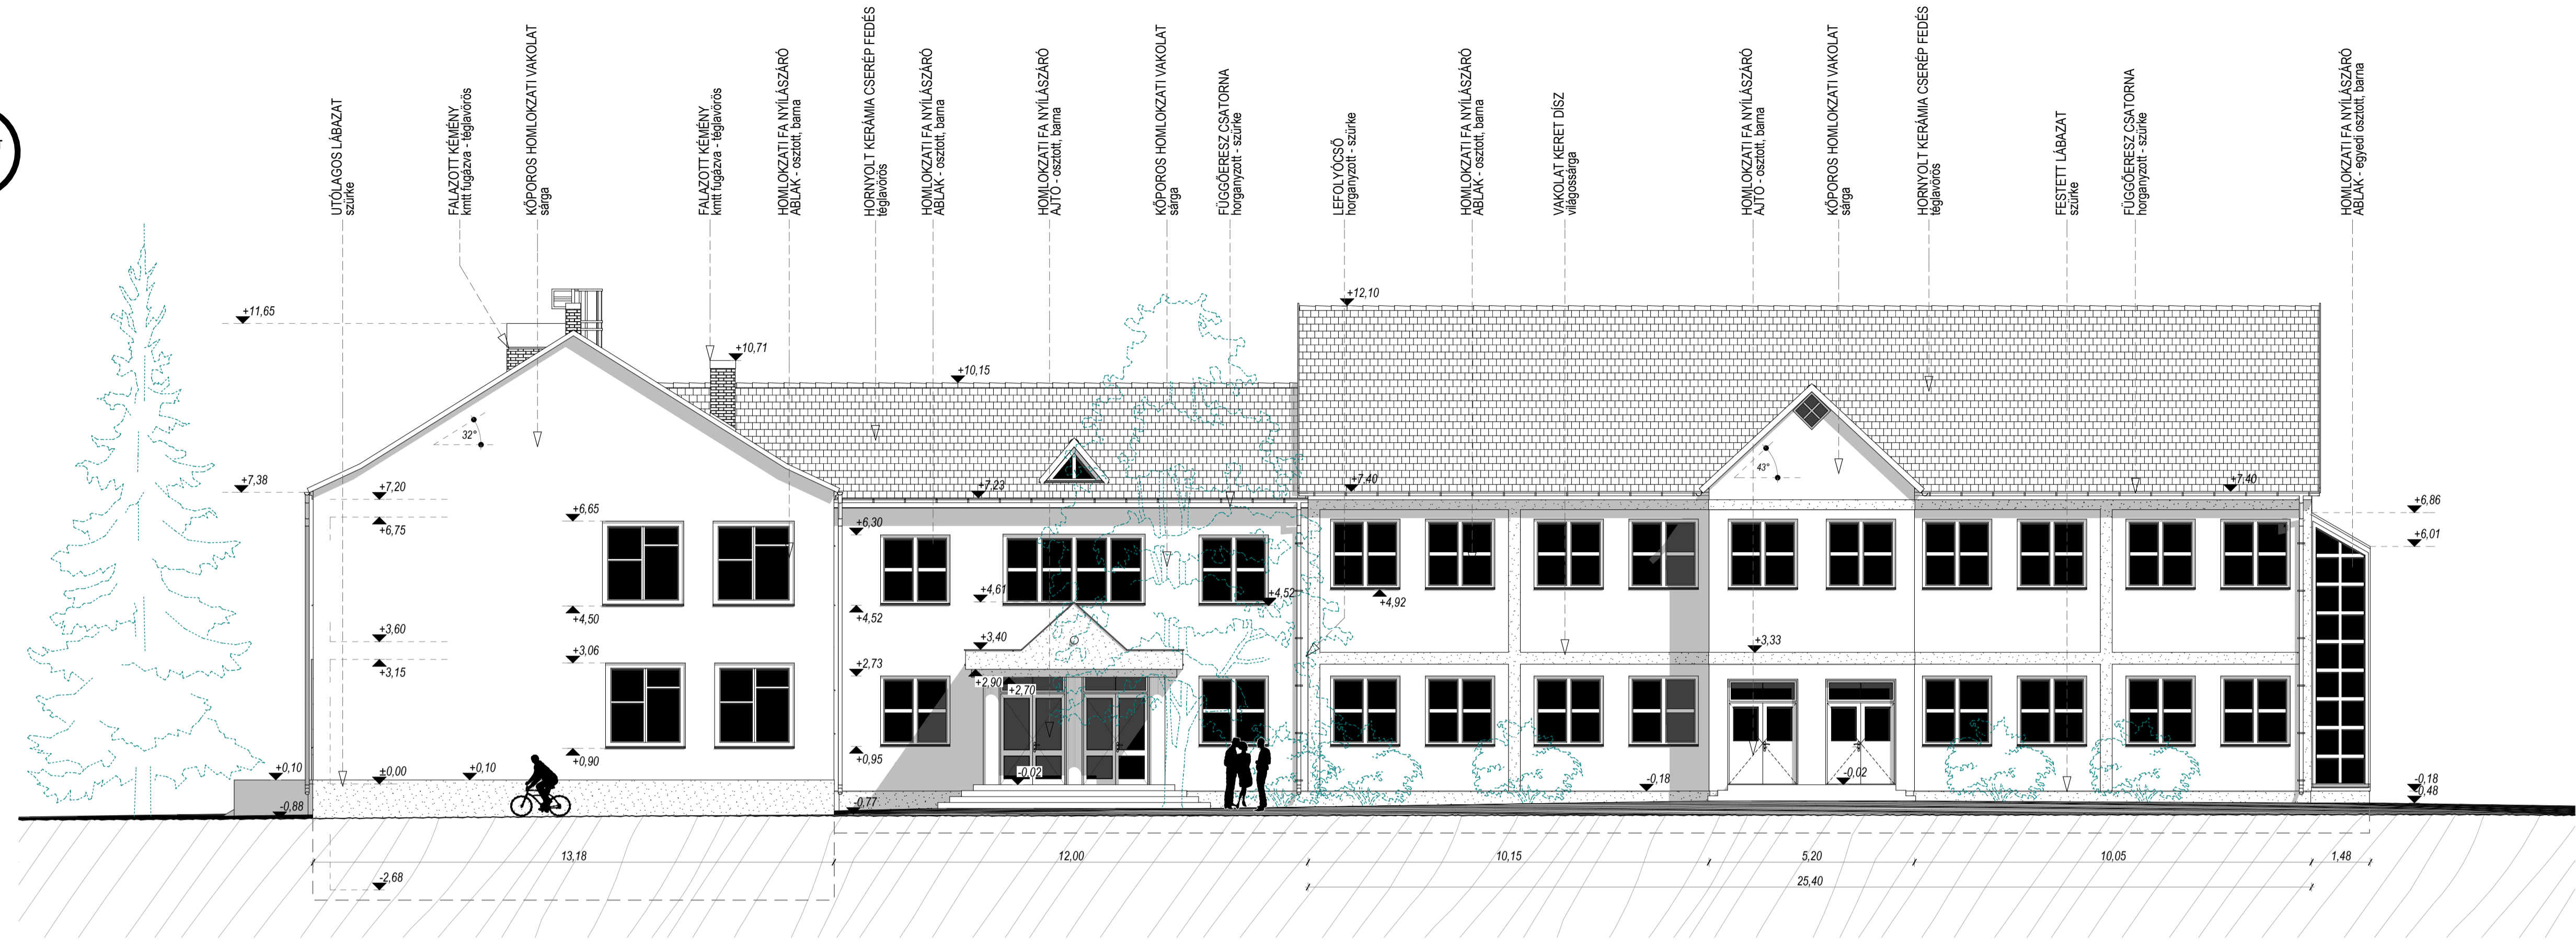 UTÓLAGOS LÁBAZAT
szürke
FALAZOTT KÉMÉNY
kmtt fugázva - téglavörös
KŐPOROS HOMLOKZATI VAKOLAT
sárga
FALAZOTT KÉMÉNY
kmtt fugázva - téglavörös
HOMLOKZATI FA NYÍLÁSZÁRÓ
ABLAK - osztott, barna
HORNYOLT KERÁMIA CSERÉP FEDÉS
téglavörös
HOMLOKZATI FA NYÍLÁSZÁRÓ
ABLAK - osztott, barna
HOMLOKZATI FA NYÍLÁSZÁRÓ
AJTÓ - osztott, barna
KŐPOROS HOMLOKZATI VAKOLAT
sárga
FÜGGŐERESZ CSATORNA
horganyzott - szürke
LEFOLYÓCSŐ
horganyzott - szürke
HOMLOKZATI FA NYÍLÁSZÁRÓ
ABLAK - osztott, barna
VAKOLAT KERET DÍSZ
világossárga
HOMLOKZATI FA NYÍLÁSZÁRÓ
AJTÓ - osztott, barna
KŐPOROS HOMLOKZATI VAKOLAT
sárga
HORNYOLT KERÁMIA CSERÉP FEDÉS
téglavörös
FESTETT LÁBAZAT
szürke
FÜGGŐERESZ CSATORNA
horganyzott - szürke
HOMLOKZATI FA NYÍLÁSZÁRÓ
ABLAK - egyedi osztott, barna
+11,65
+12,10
+10,71
+10,15
32°
43°
+7,38
+7,20
+7,23
+7,40
+7,40
+6,75
+6,65
+6,30
+6,86
+6,01
+4,50
+4,52
+4,61
+4,52
+4,92
+3,60
+3,15
+3,06
+3,40
+3,33
+2,73
+2,90
+2,70
+0,90
+0,95
+0,10
±0,00
+0,10
-0,02
-0,18
-0,02
-0,18
-0,48
-0,88
-0,77
13,18
12,00
10,15
5,20
10,05
1,48
-2,68
25,40